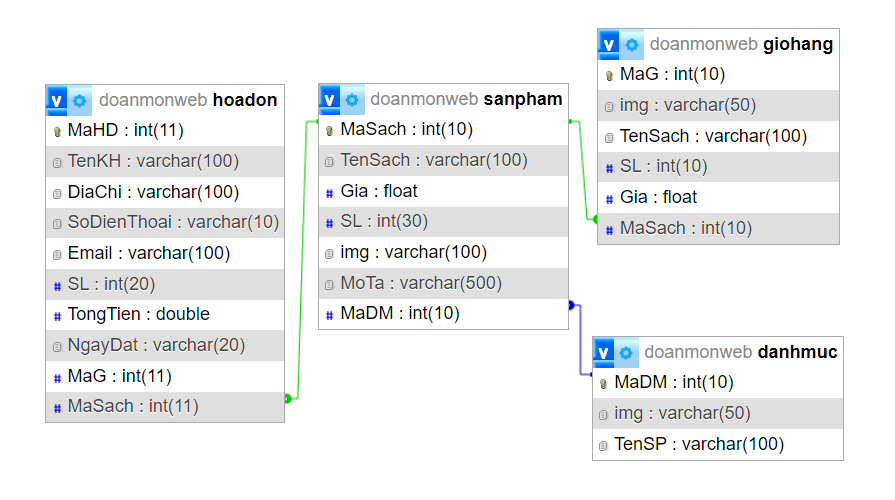 doanmonweb hoadon
MaHD : int(11)
TenKH : varchar(100)
DiaChi : varchar(100)
SoDienThoai : varchar(10)
Email : varchar(100)
SL : int(20)
TongTien : double
NgayDat : varchar(20)
MaG : int(11)
MaSach : int(11)
doanmonweb sanpham
MaSach : int(10)
TenSach : varchar(100)
Gia : float
SL : int(30)
img : varchar(100)
MoTa : varchar(500)
MaDM : int(10)
doanmonweb giohang
MaG : int(10)
img : varchar(50)
TenSach : varchar(100)
SL : int(10)
Gia : float
MaSach : int(10)
doanmonweb danhmuc
MaDM : int(10)
img : varchar(50)
TenSP : varchar(100)